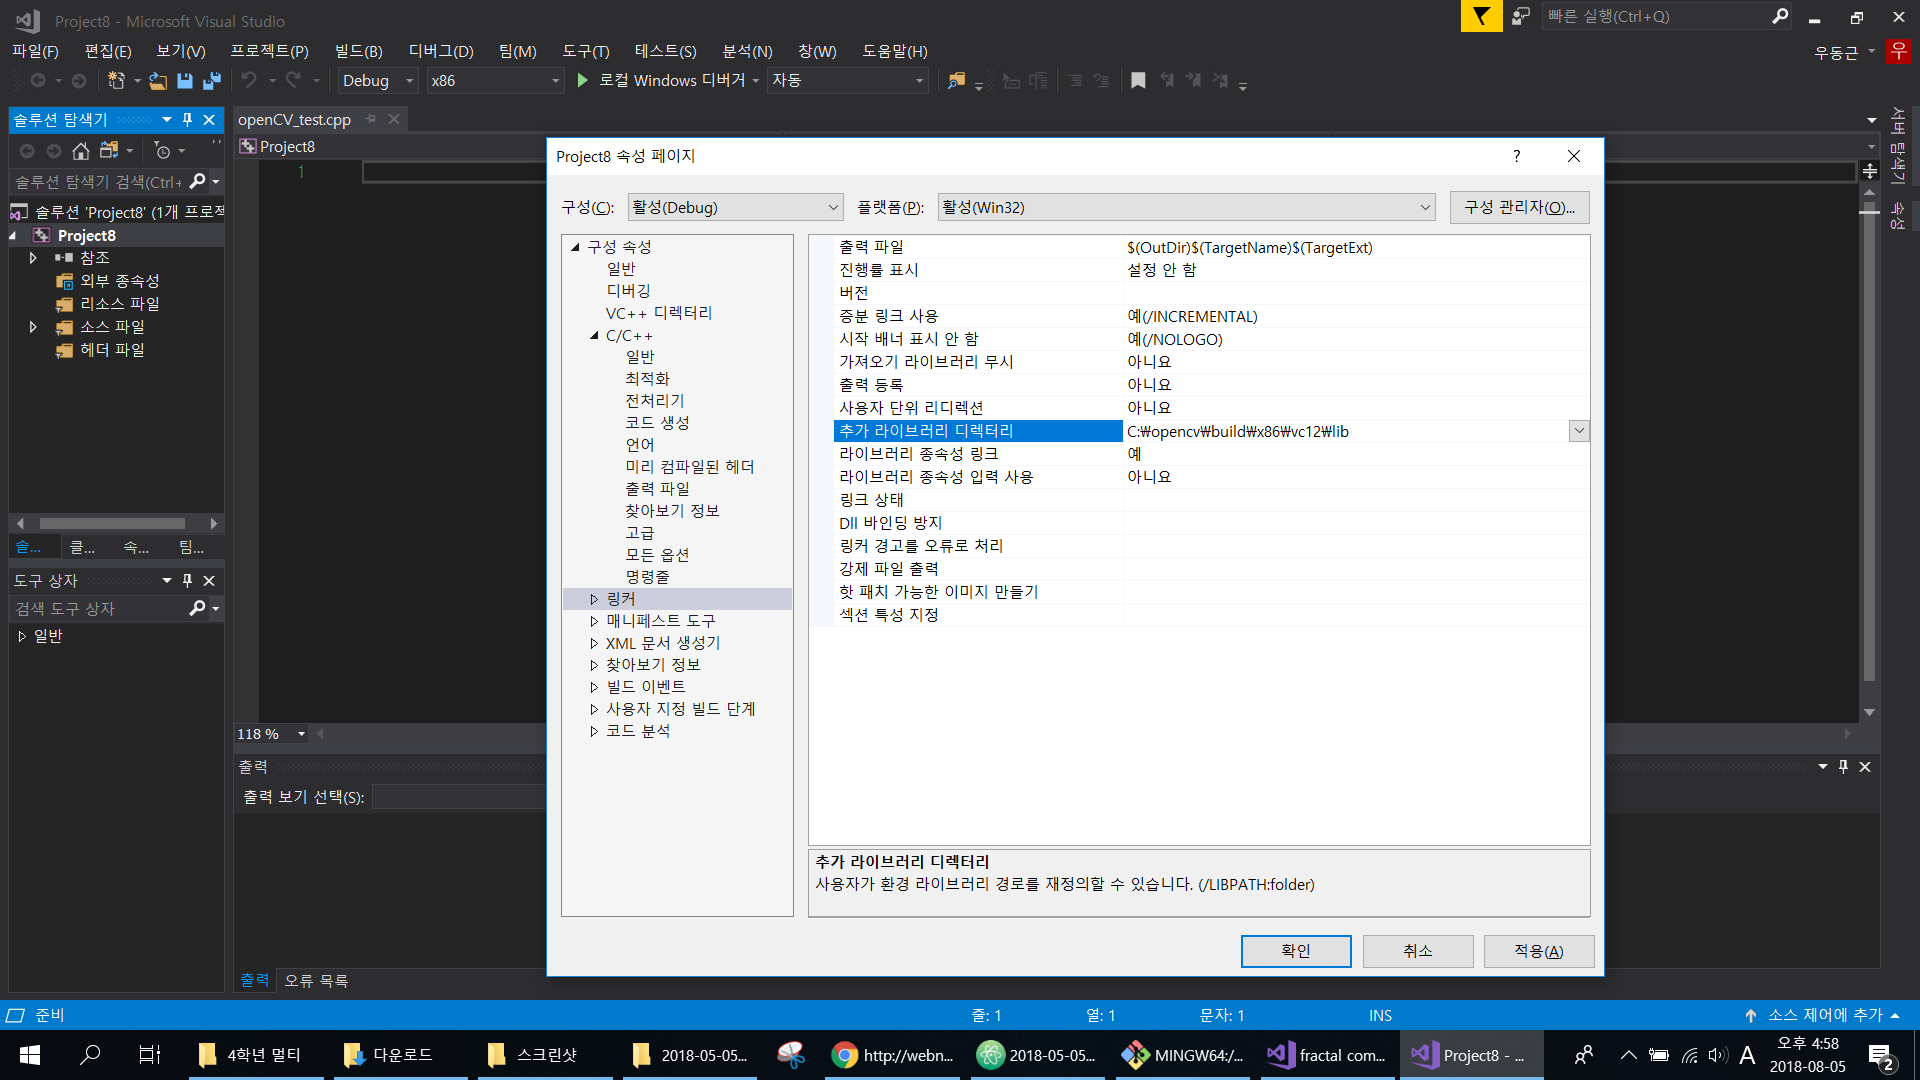 Project8 - Microsoft Visual Studio
빠른 실행(Ctrl+Q)
파일(F) 편집(E) 보기(V) 프로젝트(P) 빌드(B) 디버그(D) 팀(M) 도구(T) 테스트(S) 분석(N) 창(W) 도움말(H)
우동근 우
Debug x86 로컬 Windows 디버거 자동
솔루션 탐색기
솔루션 탐색기 검색(Ctrl+
솔루션 'Project8' (1개 프로젝
Project8
참조
외부 종속성
리소스 파일
소스 파일
헤더 파일
솔... 클... 속... 팀...
도구 상자
검색 도구 상자
일반
openCV_test.cpp
Project8
1
118 %
출력
출력 보기 선택(S):
출력 오류 목록
서버 탐색기
속성
Project8 속성 페이지
?
구성(C): 활성(Debug) 플랫폼(P): 활성(Win32) 구성 관리자(O)...
구성 속성
일반
디버깅
VC++ 디렉터리
C/C++
일반
최적화
전처리기
코드 생성
언어
미리 컴파일된 헤더
출력 파일
찾아보기 정보
고급
모든 옵션
명령줄
링커
매니페스트 도구
XML 문서 생성기
찾아보기 정보
빌드 이벤트
사용자 지정 빌드 단계
코드 분석
출력 파일 $(OutDir)$(TargetName)$(TargetExt)
진행률 표시 설정 안 함
버전
증분 링크 사용 예(/INCREMENTAL)
시작 배너 표시 안 함 예(/NOLOGO)
가져오기 라이브러리 무시 아니요
출력 등록 아니요
사용자 단위 리디렉션 아니요
추가 라이브러리 디렉터리 C:₩opencv₩build₩x86₩vc12₩lib
라이브러리 종속성 링크 예
라이브러리 종속성 입력 사용 아니요
링크 상태
Dll 바인딩 방지
링커 경고를 오류로 처리
강제 파일 출력
핫 패치 가능한 이미지 만들기
섹션 특성 지정
추가 라이브러리 디렉터리
사용자가 환경 라이브러리 경로를 재정의할 수 있습니다. (/LIBPATH:folder)
확인 취소 적용(A)
준비 줄: 1 열: 1 문자: 1 INS 소스 제어에 추가
4학년 멀티 다운로드 스크린샷 2018-05-05... http://webn... 2018-05-05... MINGW64:/... fractal com... Project8 - ...
A 오후 4:58
2018-08-05
2